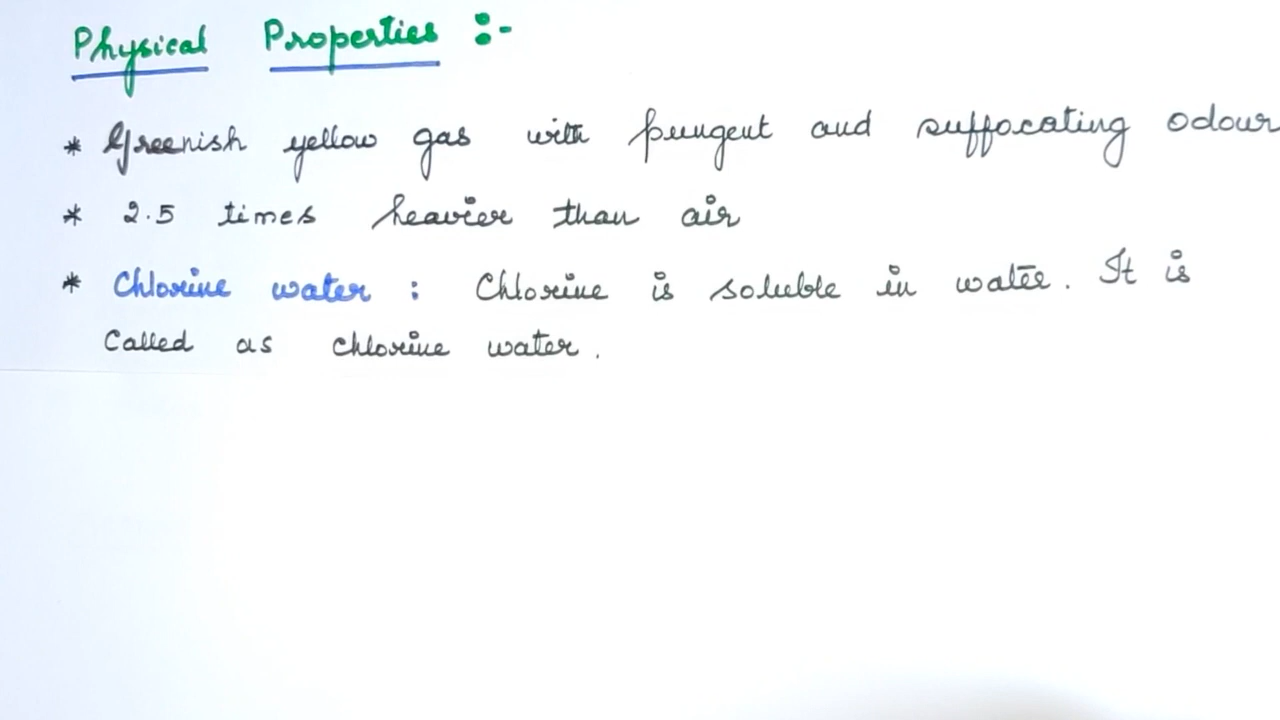 Physical Properties :-
* Greenish yellow gas with pungent and suffocating odour
* 2.5 times heavier than air
* Chlorine water : Chlorine is soluble in water. It is
Called as chlorine water.